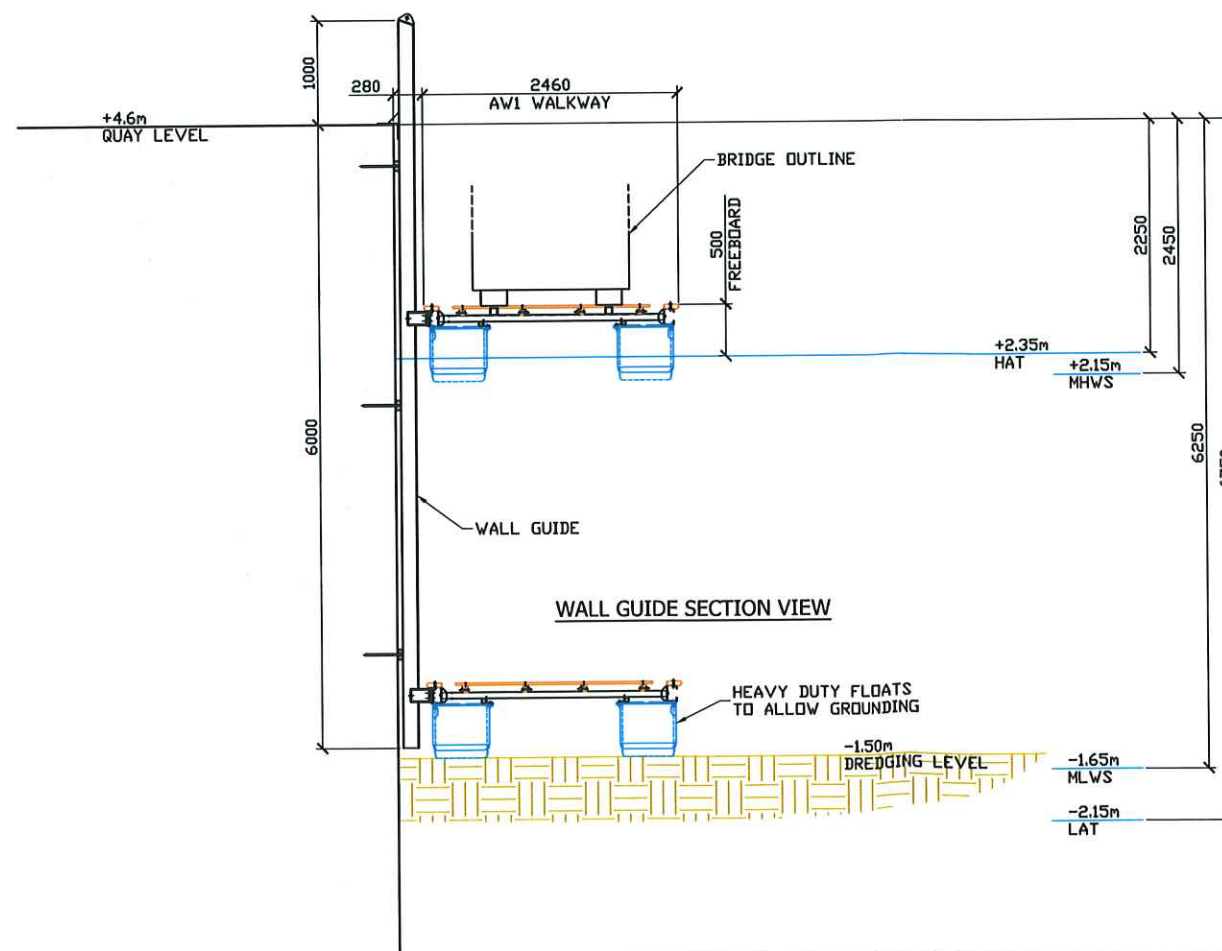 1000
280
2460
AW1 WALKWAY
+4.6m
QUAY LEVEL
BRIDGE OUTLINE
500
FREEBOARD
2250
2450
+2.35m
HAT
+2.15m
MHWS
6000
6250
WALL GUIDE
WALL GUIDE SECTION VIEW
HEAVY DUTY FLOATS
TO ALLOW GROUNDING
-1.50m
DREDGING LEVEL
-1.65m
MLWS
-2.15m
LAT